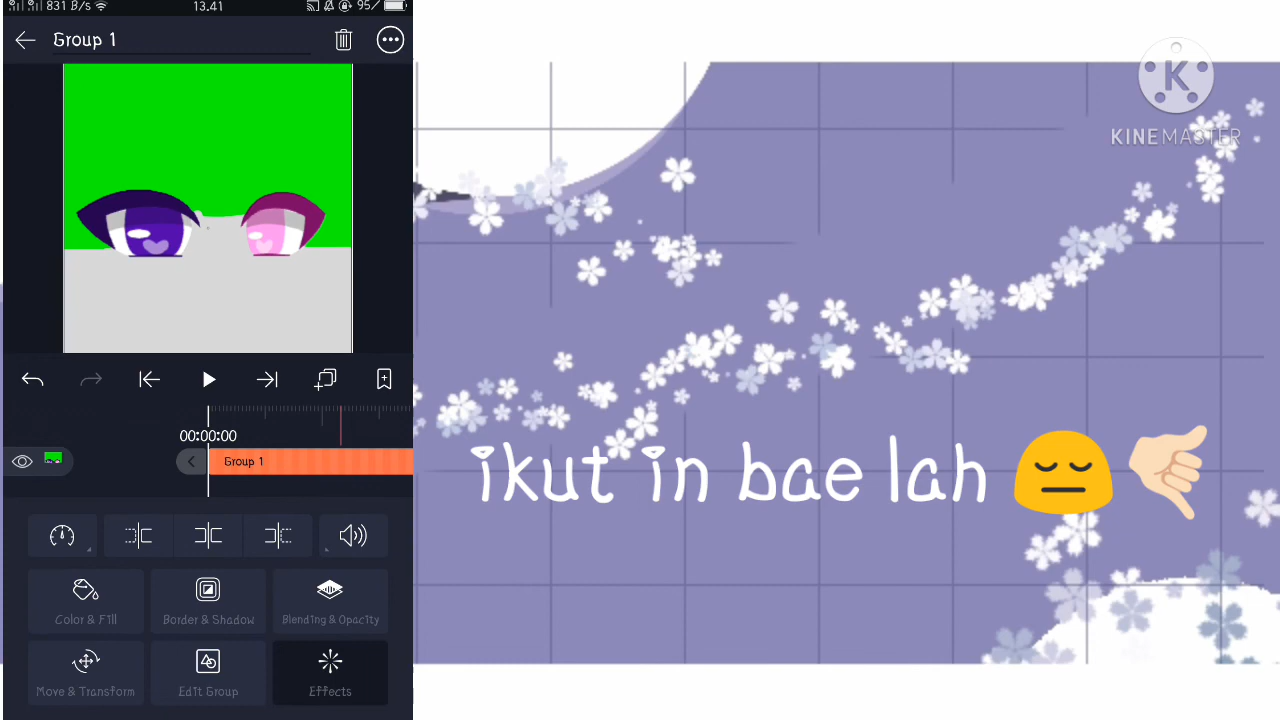 831 B/s 13.41 95%
Group 1
KINEMASTER
00:00:00
Group 1
ikut in bae lah 😔🤙🏻
Color & Fill Border & Shadow Blending & Opacity
Move & Transform Edit Group Effects